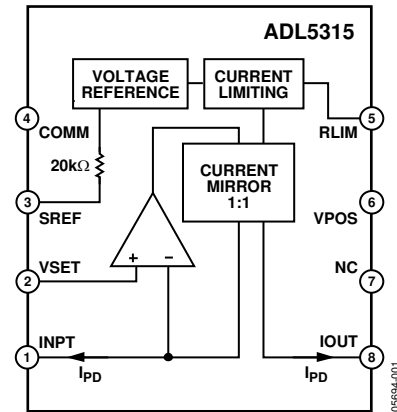 ADL5315
VOLTAGE
REFERENCE
CURRENT
LIMITING
4
COMM
5
RLIM
20kΩ
CURRENT
MIRROR
1:1
3
SREF
6
VPOS
2
VSET
+
−
NC
7
1
INPT
IPD
IOUT
8
IPD
05694-001